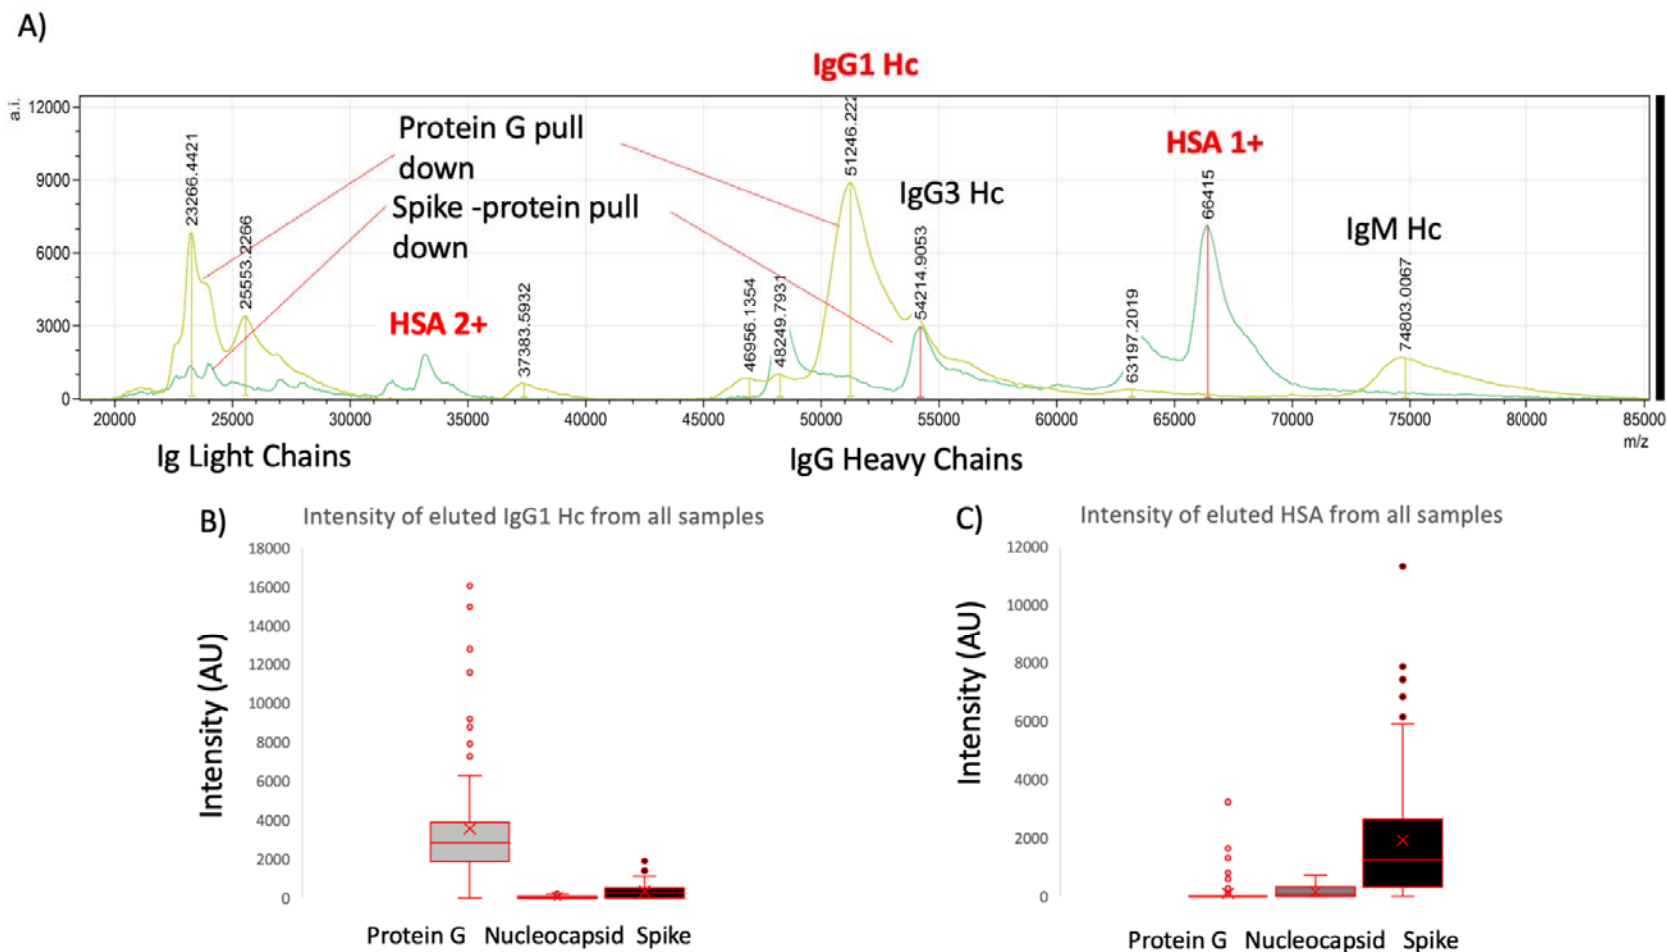 A)
IgG1 Hc
a.i.
12000
9000
6000
3000
0
23266.4421
25553.2266
37383.5932
46956.1354
48249.7931
51246.222
54214.9053
63197.2019
66415
74803.0067
Protein G pull
down
Spike -protein pull
down
HSA 2+
IgG3 Hc
HSA 1+
IgM Hc
20000 25000 30000 35000 40000 45000 50000 55000 60000 65000 70000 75000 80000 85000
m/z
Ig Light Chains
IgG Heavy Chains
B)
Intensity of eluted IgG1 Hc from all samples
Intensity (AU)
18000
16000
14000
12000
10000
8000
6000
4000
2000
0
Protein G Nucleocapsid Spike
C)
Intensity of eluted HSA from all samples
Intensity (AU)
12000
10000
8000
6000
4000
2000
0
Protein G Nucleocapsid Spike